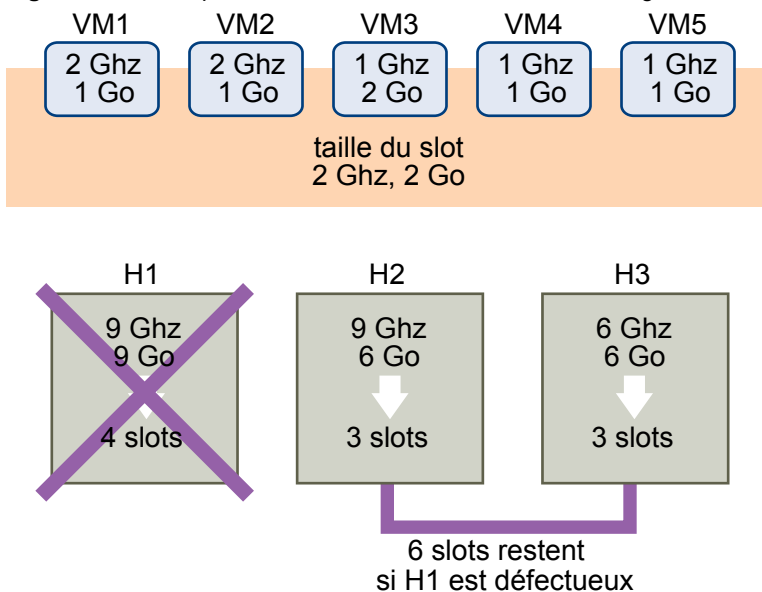 VM1 VM2 VM3 VM4 VM5
2 Ghz 2 Ghz 1 Ghz 1 Ghz 1 Ghz
1 Go 1 Go 2 Go 1 Go 1 Go
taille du slot
2 Ghz, 2 Go
H1 H2 H3
9 Ghz 9 Ghz 6 Ghz
9 Go 6 Go 6 Go
4 slots 3 slots 3 slots
6 slots restent
si H1 est défectueux